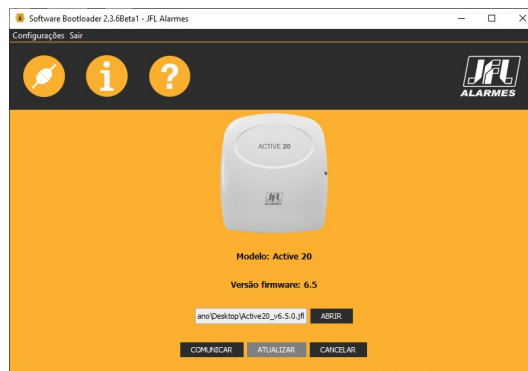 Software Bootloader 2.3.6Beta1 - JFL Alarmes
Configurações Sair
i ?
JFL
ALARMES
ACTIVE 20
JFL
Modelo: Active 20
Versão firmware: 6.5
ano\Desktop\Active20_v6.5.0.jfl ABRIR
COMUNICAR ATUALIZAR CANCELAR